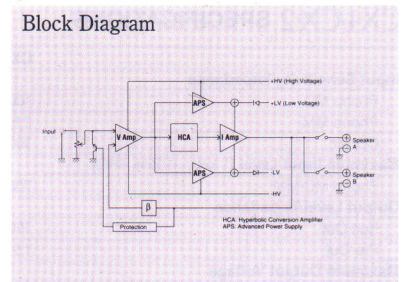 Block Diagram
+HV (High Voltage)
APS
+LV (Low Voltage)
Input
V Amp
HCA
I Amp
Speaker
A
APS
-LV
Speaker
B
-HV
β
Protection
HCA: Hyperbolic Conversion Amplifier
APS: Advanced Power Supply